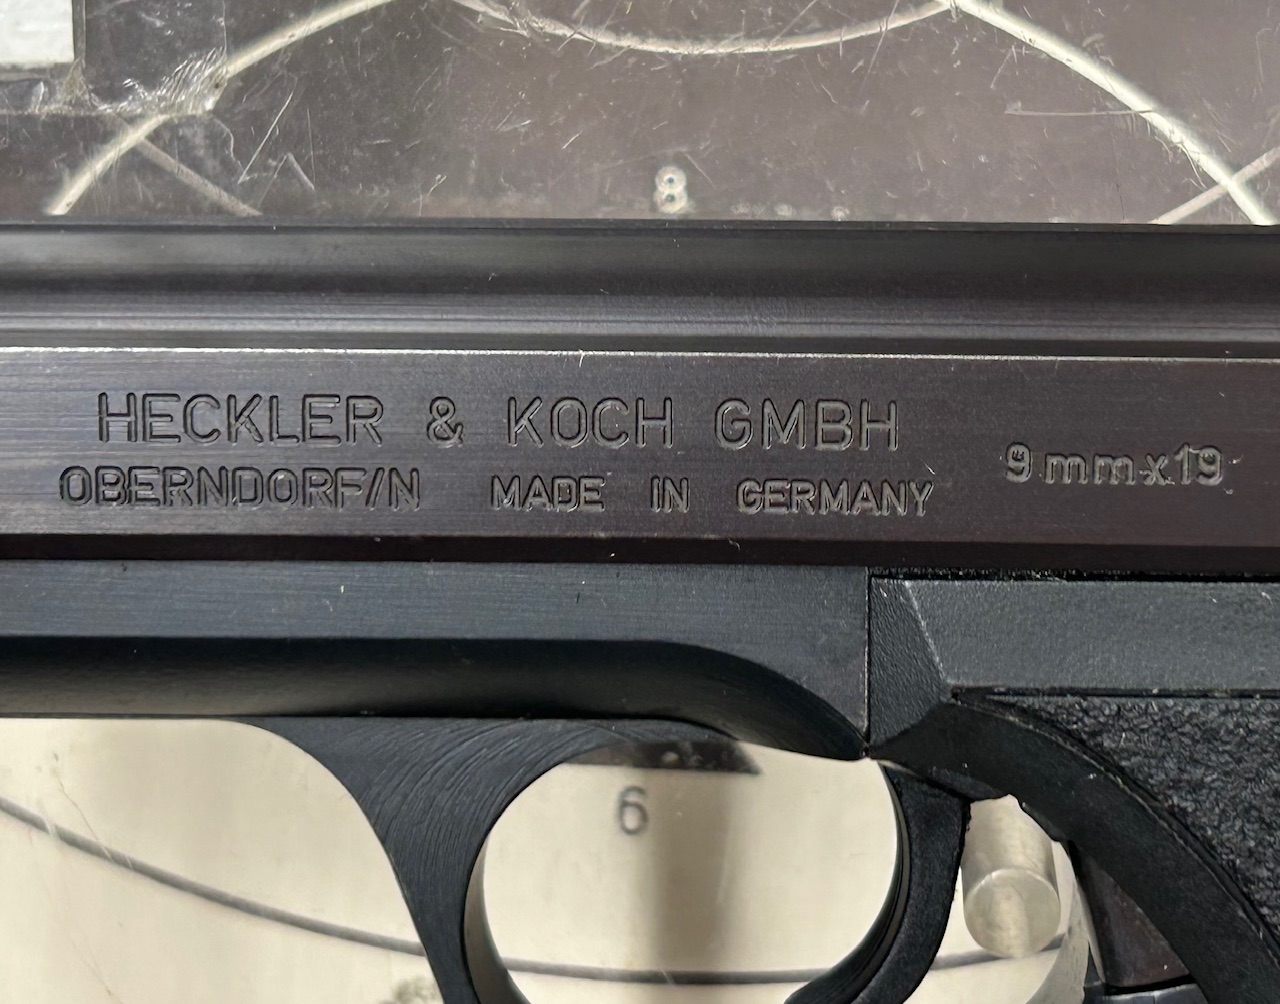 8
HECKLER & KOCH GMBH
OBERNDORF/N MADE IN GERMANY
9mmx19
6